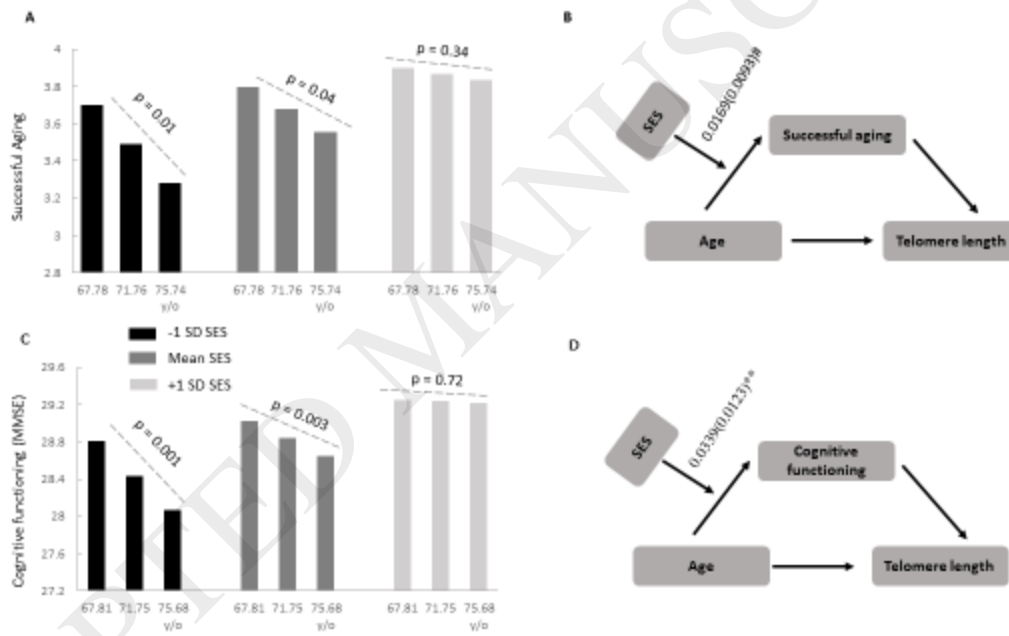 A
Successful Aging
4
3.8
3.6
3.4
3.2
3
2.8
p = 0.01
p = 0.04
p = 0.34
67.78 71.76 75.74
y/o
67.78 71.76 75.74
y/o
67.78 71.76 75.74
y/o
B
SES
0.0169(0.0093)#
Successful aging
Age
Telomere length
-1 SD SES
Mean SES
+1 SD SES
C
Cognitive functioning (MMSE)
29.6
29.2
28.8
28.4
28
27.6
27.2
p = 0.001
p = 0.003
p = 0.72
67.81 71.75 75.68
y/o
67.81 71.75 75.68
y/o
67.81 71.75 75.68
y/o
D
SES
0.0339(0.0123)**
Cognitive
functioning
Age
Telomere length
PTED MANUSC